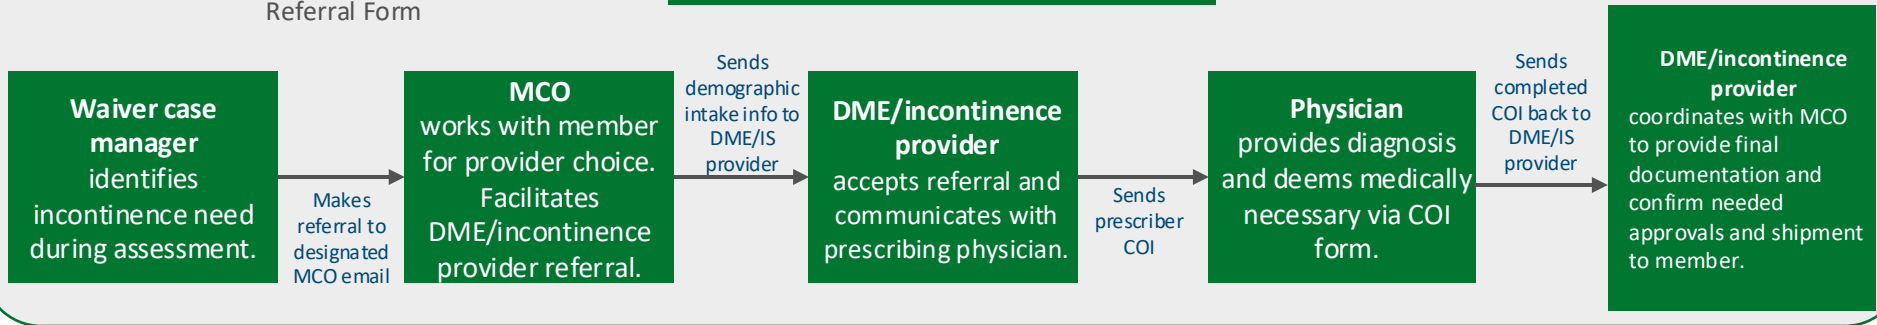 Referral Form
Waiver case
manager
identifies
incontinence need
during assessment.
Makes
referral to
designated
MCO email
MCO
works with member
for provider choice.
Facilitates
DME/incontinence
provider referral.
Sends
demographic
intake info to
DME/IS
provider
DME/incontinence
provider
accepts referral and
communicates with
prescribing physician.
Sends
prescriber
COI
Physician
provides diagnosis
and deems medically
necessary via COI
form.
Sends
completed
COI back to
DME/IS
provider
DME/incontinence
provider
coordinates with MCO
to provide final
documentation and
confirm needed
approvals and shipment
to member.